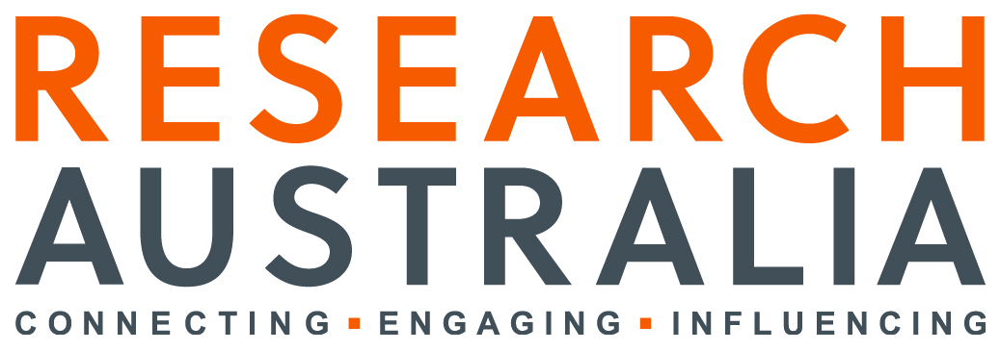 RESEARCH
AUSTRALIA
CONNECTING ▪ ENGAGING ▪ INFLUENCING